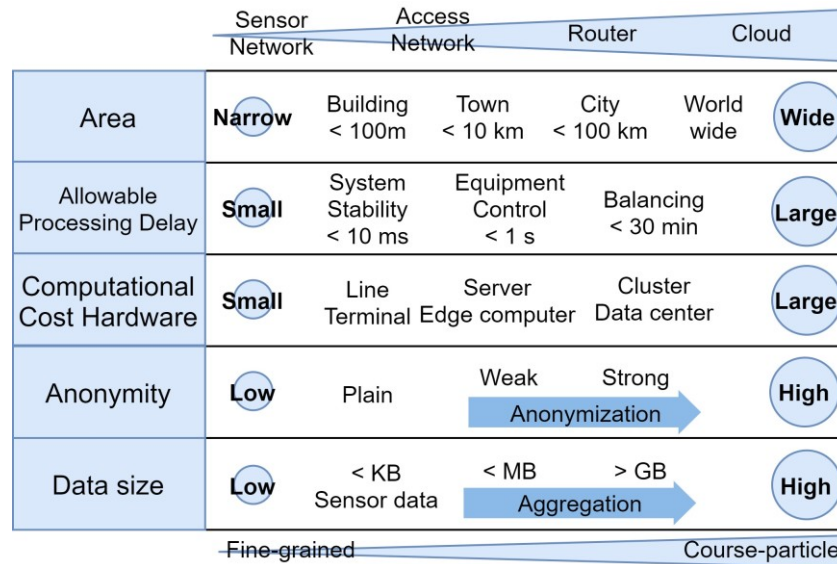 Sensor Network
Access Network
Router
Cloud
Area
Narrow
Building
< 100m
Town
< 10 km
City
< 100 km
World
wide
Wide
Allowable
Processing Delay
Small
System
Stability
< 10 ms
Equipment
Control
< 1 s
Balancing
< 30 min
Large
Computational
Cost Hardware
Small
Line
Terminal
Server
Edge computer
Cluster
Data center
Large
Anonymity
Low
Plain
Weak
Strong
Anonymization
High
Data size
Low
< KB
Sensor data
< MB
> GB
Aggregation
High
Fine-grained
Course-particle